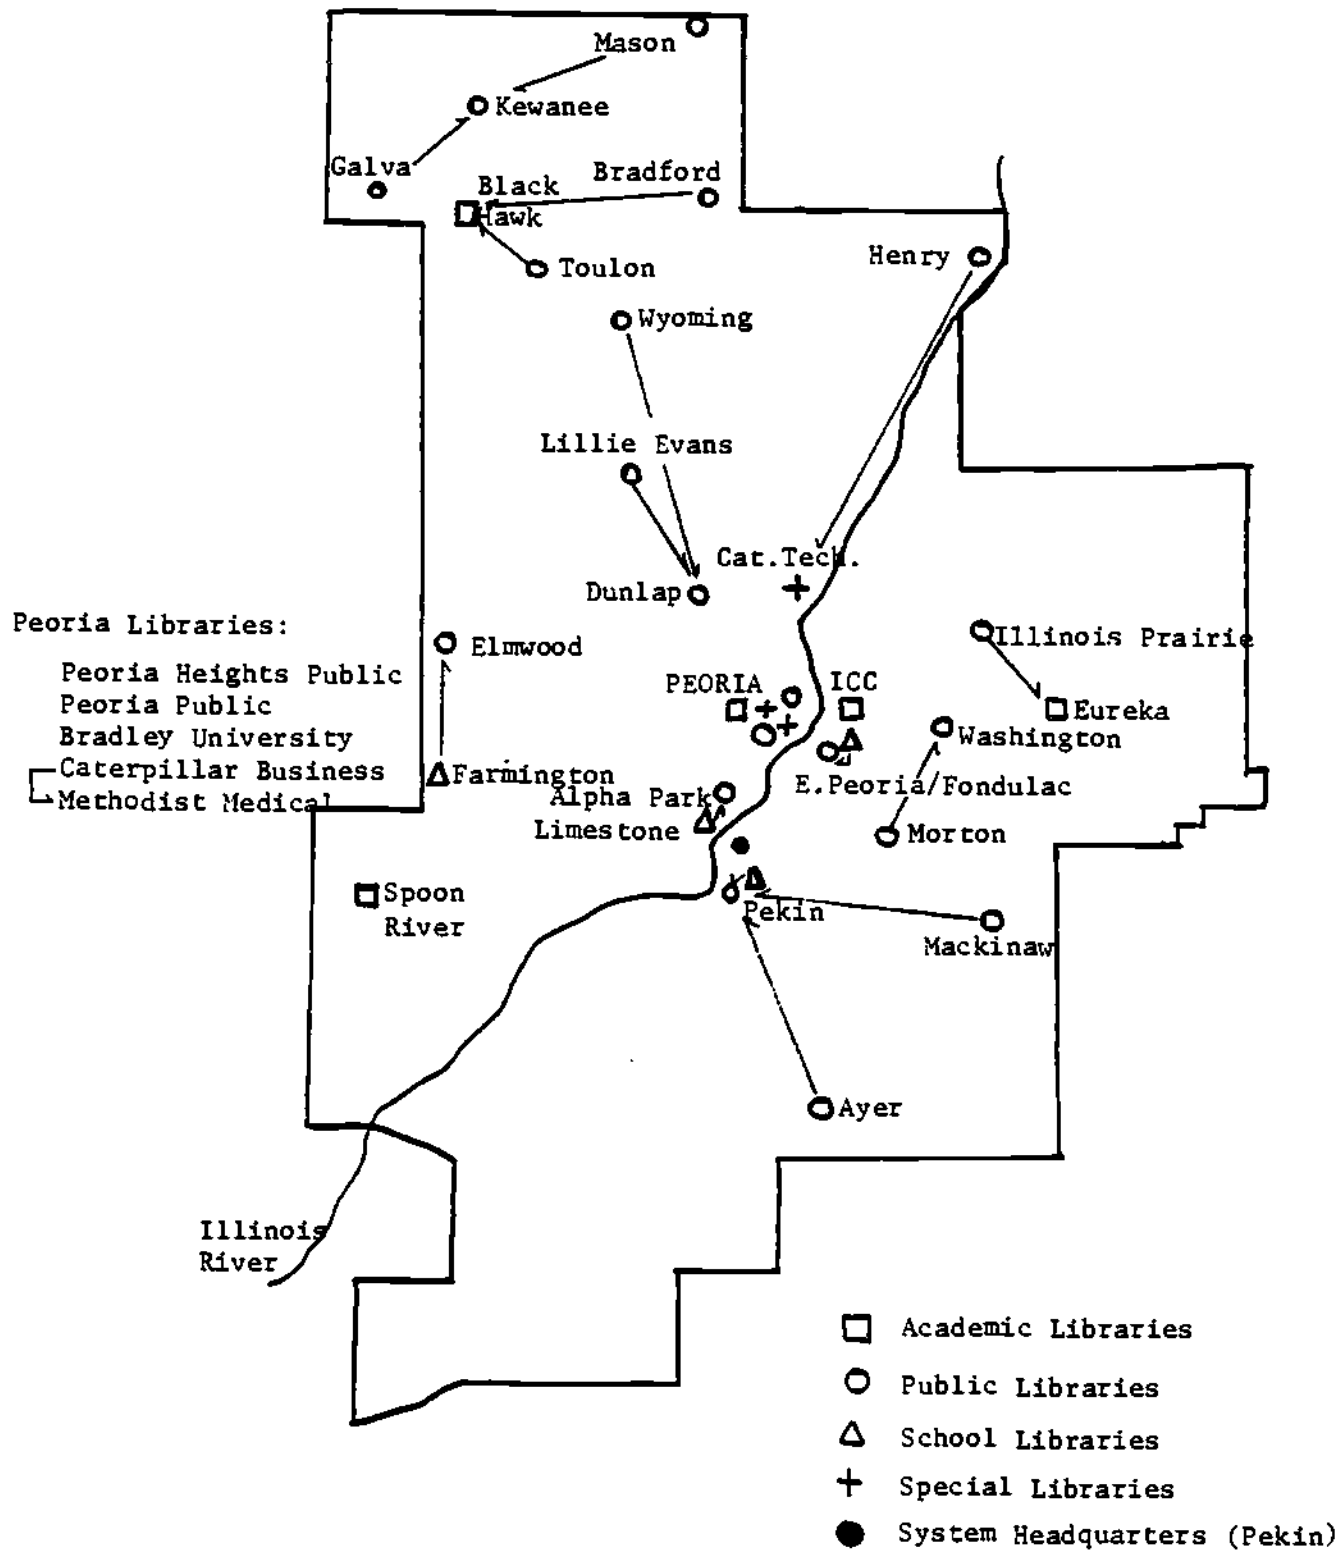 Mason
Kewanee
Galva
Bradford
Black
Hawk
Toulon
Henry
Wyoming
Lillie Evans
Cat.Tech.
Dunlap
Peoria Libraries:
Peoria Heights Public
Peoria Public
Bradley University
Caterpillar Business
Methodist Medical
Elmwood
Illinois Prairie
PEORIA
ICC
Eureka
Washington
Farmington
E.Peoria/Fondulac
Alpha Park
Limestone
Morton
Spoon
River
Pekin
Mackinaw
Ayer
Illinois
River
Academic Libraries
Public Libraries
School Libraries
Special Libraries
System Headquarters (Pekin)